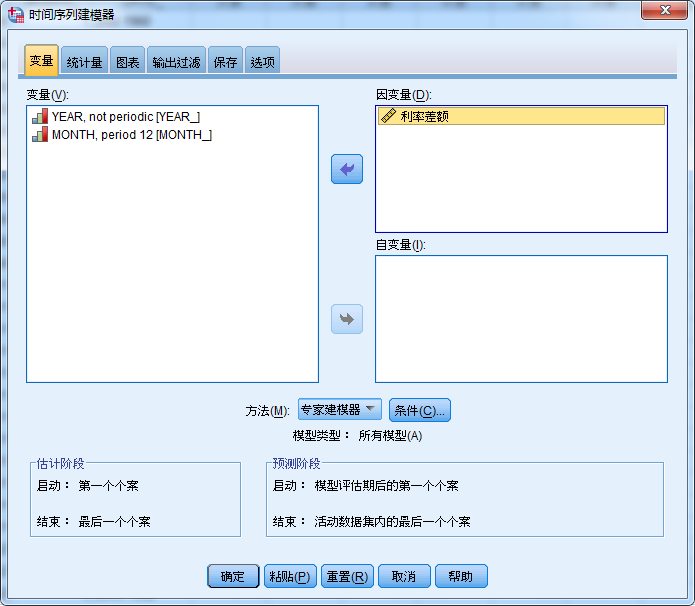 时间序列建模器
变量 统计量 图表 输出过滤 保存 选项
变量(V):
YEAR, not periodic [YEAR_]
MONTH, period 12 [MONTH_]
因变量(D):
利率差额
自变量(I):
方法(M): 专家建模器 条件(C)...
模型类型： 所有模型(A)
估计阶段
启动： 第一个个案
结束： 最后一个个案
预测阶段
启动： 模型评估期后的第一个个案
结束： 活动数据集内的最后一个个案
确定 粘贴(P) 重置(R) 取消 帮助